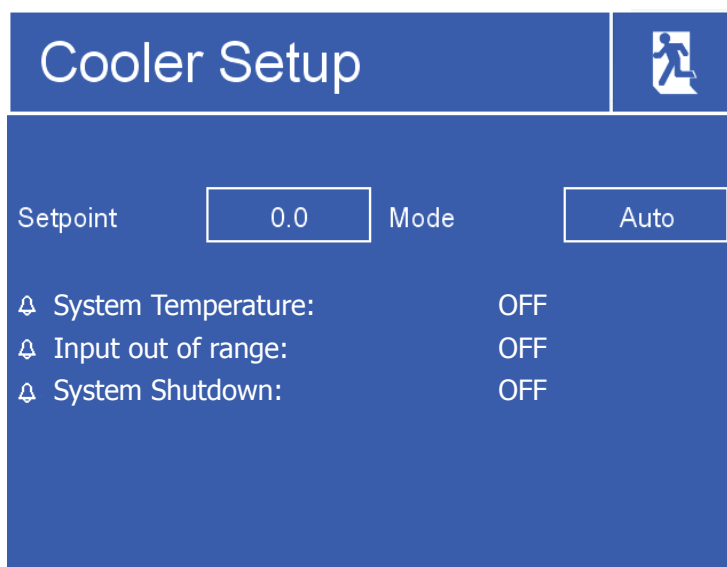 Cooler Setup
Setpoint 0.0 Mode Auto
System Temperature: OFF
Input out of range: OFF
System Shutdown: OFF